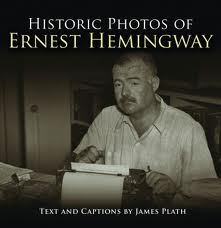 HISTORIC PHOTOS OF
ERNEST HEMINGWAY
TEXT AND CAPTIONS BY JAMES PLATH